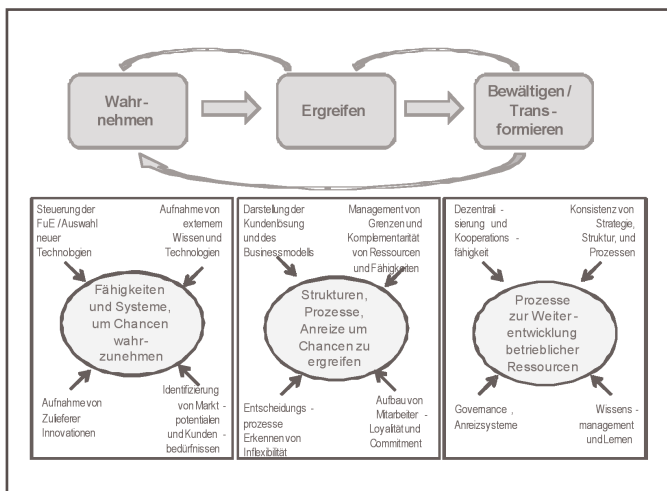 Wahr-
nehmen
Ergreifen
Bewältigen /
Trans-
formieren
Steuerung der
FuE / Auswahl
neuer
Technologien
Aufnahme von
externem
Wissen und
Technologien
Fähigkeiten
und Systeme,
um Chancen
wahr-
zunehmen
Aufnahme von
Zulieferer
Innovationen
Identifizierung
von Markt -
potentialen
und Kunden -
bedürfnissen
Darstellung der
Kundenlösung
und des
Businessmodells
Management von
Grenzen und
Komplementarität
von Ressourcen
und Fähigkeiten
Strukturen,
Prozesse,
Anreize um
Chancen zu
ergreifen
Entscheidungs -
prozesse
Erkennen von
Inflexibilität
Aufbau von
Mitarbeiter -
Loyalität und
Commitment
Dezentrali -
sierung und
Kooperations -
fähigkeit
Konsistenz von
Strategie,
Struktur, und
Prozessen
Prozesse
zur Weiter -
entwicklung
betrieblicher
Ressourcen
Governance ,
Anreizsysteme
Wissens -
management
und Lernen